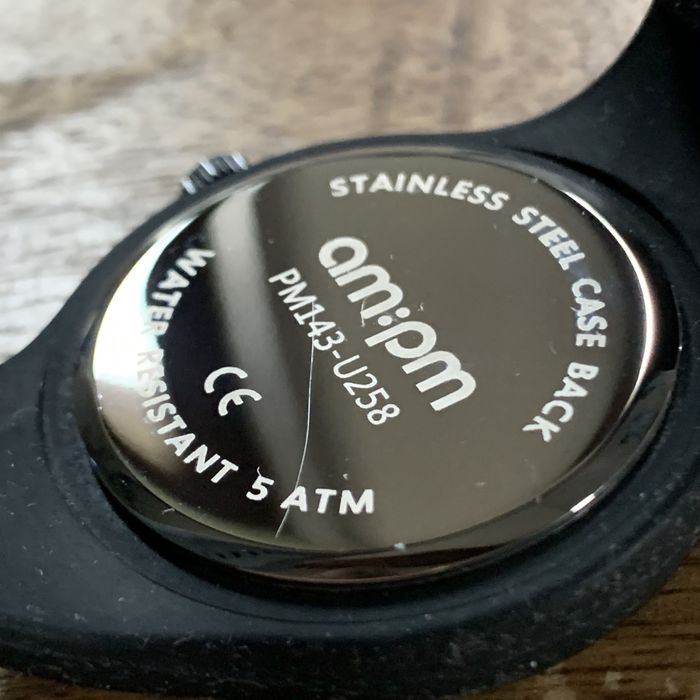 STAINLESS STEEL CASE BACK
am:pm
PM143-U258
CE
WATER RESISTANT 5 ATM